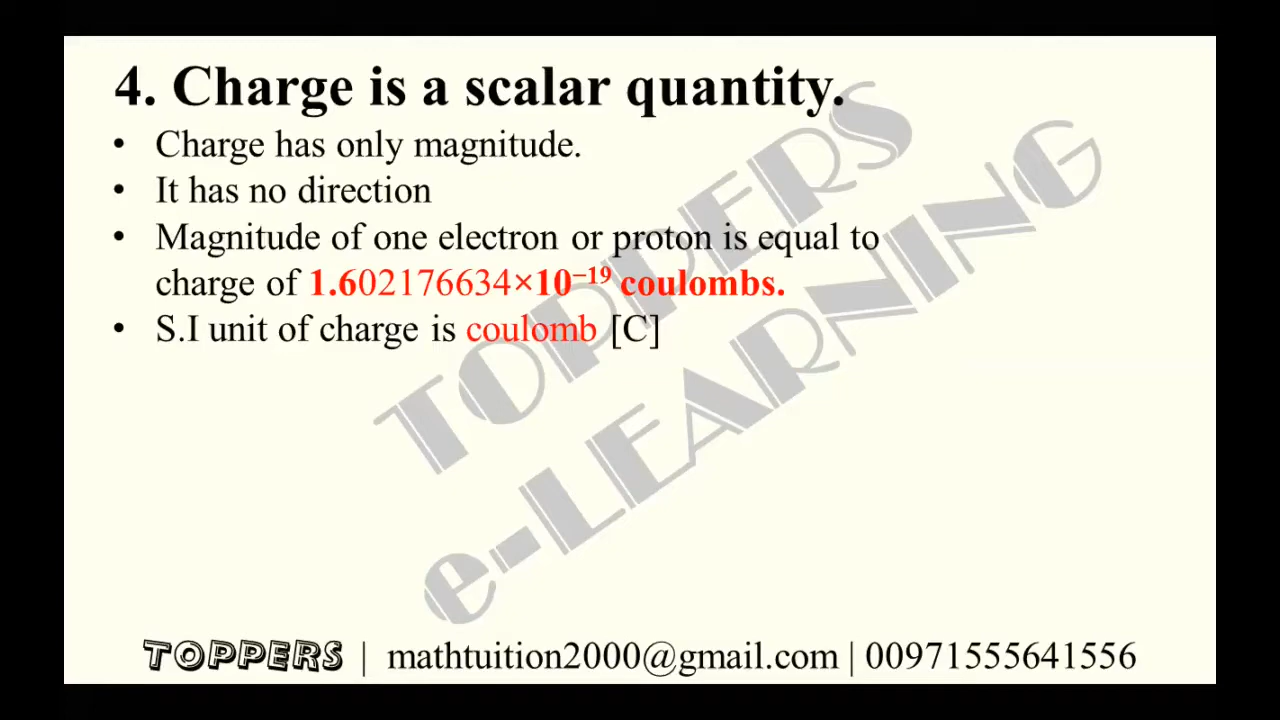 4. Charge is a scalar quantity.
• Charge has only magnitude.
• It has no direction
• Magnitude of one electron or proton is equal to
charge of 1.602176634×10⁻¹⁹ coulombs.
• S.I unit of charge is coulomb [C]
TOPPERS
e-LEARNING
TOPPERS | mathtuition2000@gmail.com | 00971555641556